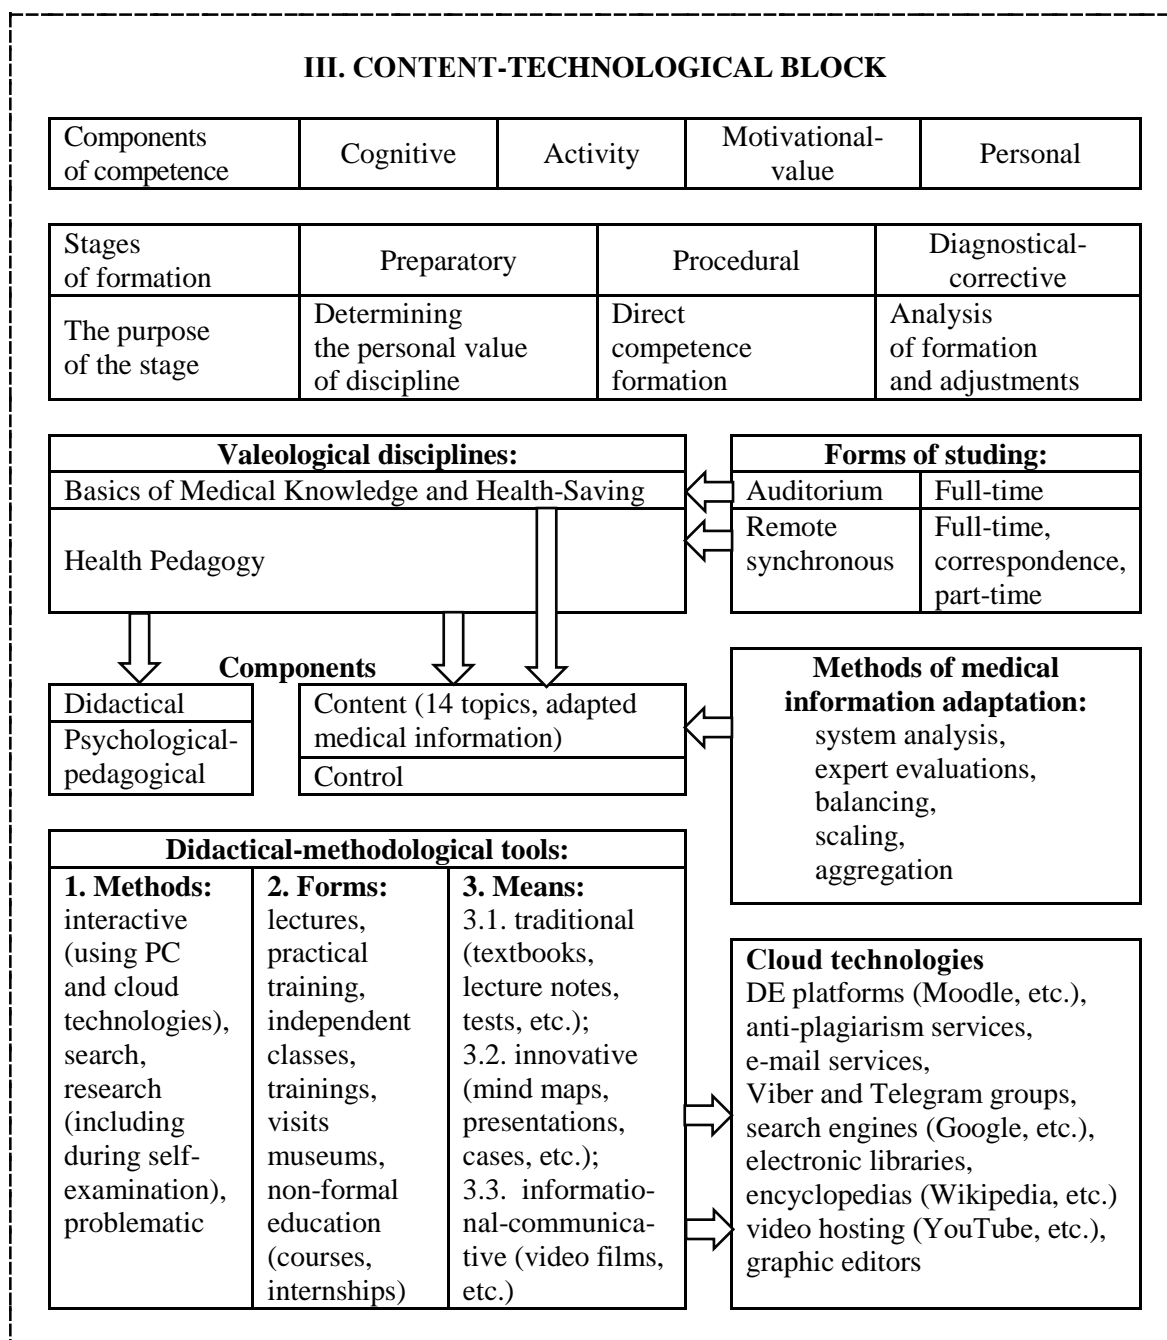 III. CONTENT-TECHNOLOGICAL BLOCK
Components
of competence
Cognitive
Activity
Motivational-
value
Personal
Stages
of formation
Preparatory
Procedural
Diagnostical-
corrective
The purpose
of the stage
Determining
the personal value
of discipline
Direct
competence
formation
Analysis
of formation
and adjustments
Valeological disciplines:
Basics of Medical Knowledge and Health-Saving
Health Pedagogy
Forms of studing:
Auditorium
Full-time
Remote
synchronous
Full-time,
correspondence,
part-time
Components
Didactical
Psychological-
pedagogical
Content (14 topics, adapted
medical information)
Control
Methods of medical
information adaptation:
system analysis,
expert evaluations,
balancing,
scaling,
aggregation
Didactical-methodological tools:
1. Methods:
interactive
(using PC
and cloud
technologies),
search,
research
(including
during self-
examination),
problematic
2. Forms:
lectures,
practical
training,
independent
classes,
trainings,
visits
museums,
non-formal
education
(courses,
internships)
3. Means:
3.1. traditional
(textbooks,
lecture notes,
tests, etc.);
3.2. innovative
(mind maps,
presentations,
cases, etc.);
3.3. informatio-
nal-communica-
tive (video films,
etc.)
Cloud technologies
DE platforms (Moodle, etc.),
anti-plagiarism services,
e-mail services,
Viber and Telegram groups,
search engines (Google, etc.),
electronic libraries,
encyclopedias (Wikipedia, etc.)
video hosting (YouTube, etc.),
graphic editors